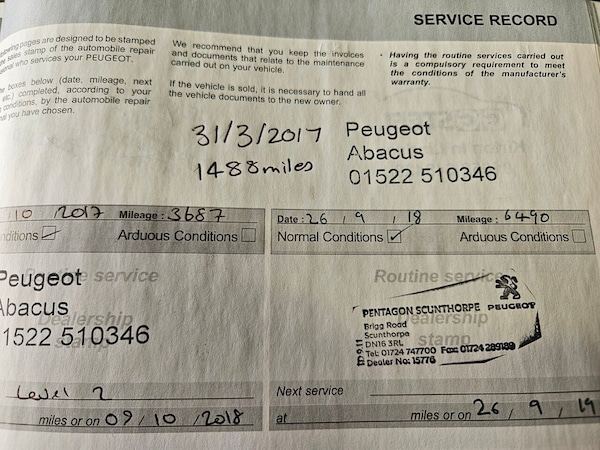 SERVICE RECORD
pages are designed to be stamped
stamp of the automobile repair
who services your PEUGEOT.
boxes below (date, mileage, next
etc.) completed, according to your
conditions, by the automobile repair
you have chosen.
We recommend that you keep the invoices
and documents that relate to the maintenance
carried out on your vehicle.
If the vehicle is sold, it is necessary to hand all
the vehicle documents to the new owner.
• Having the routine services carried out
is a compulsory requirement to meet
the conditions of the manufacturer's
warranty.
31/3/2017
1488 miles
Peugeot
Abacus
01522 510346
10 2017 Mileage : 3687
Arduous Conditions
Peugeot
Abacus
1522 510346
service
Dealership
stamp
Level 2
miles or on 09 / 10 / 2018
Date : 26 / 9 / 18 Mileage : 6490
Normal Conditions Arduous Conditions
Routine service
Dealership
stamp
PENTAGON SCUNTHORPE PEUGEOT
Brigg Road
Scunthorpe
DN16 3RL
Tel: 01724 747700 Fax: 01724 289189
Dealer No: 15770
Next service
at miles or on 26 / 9 / 19